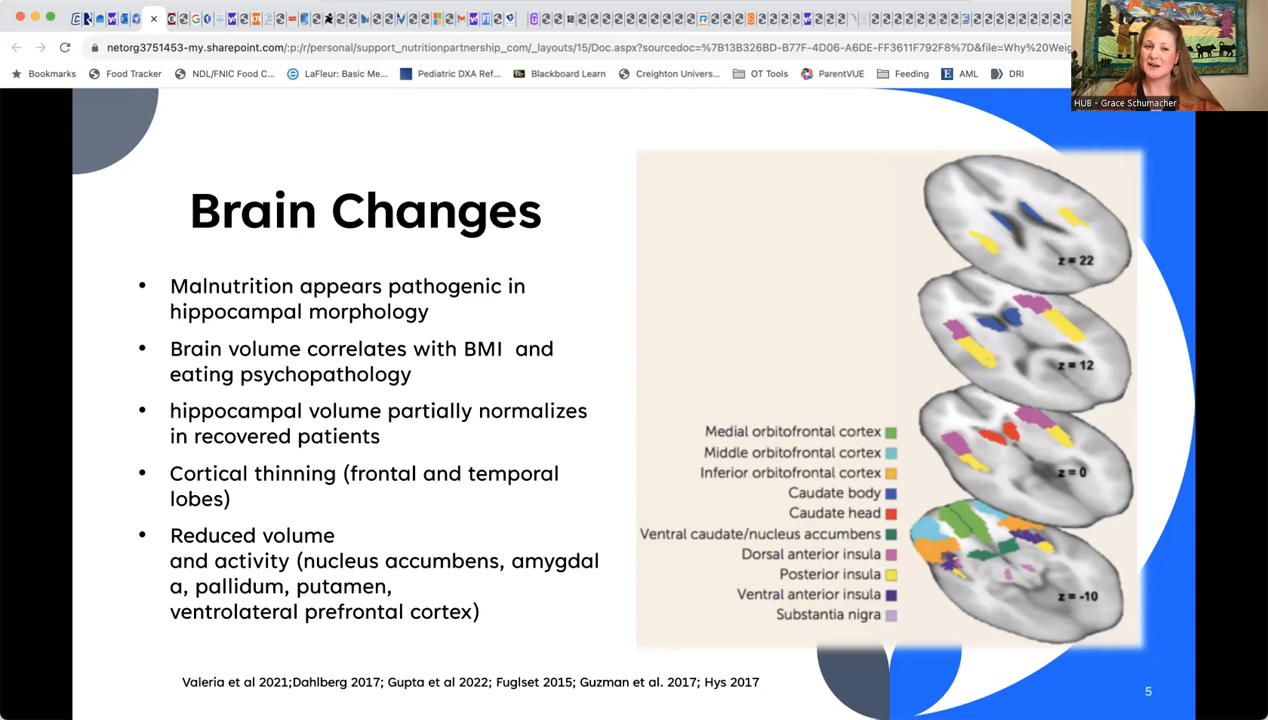 netorg3751453-my.sharepoint.com/:p:/r/personal/support_nutritionpartnership_com/_layouts/15/Doc.aspx?sourcedoc=%7B13B326BD-B77F-4D06-A6DE-FF3611F792F8%7D&file=Why%20Wei
Bookmarks Food Tracker NDL/FNIC Food C... LaFleur: Basic Me... Pediatric DXA Ref... Blackboard Learn Creighton Univers... OT Tools ParentVUE Feeding AML DRI
HUB - Grace Schumacher
Brain Changes
• Malnutrition appears pathogenic in
hippocampal morphology
• Brain volume correlates with BMI and
eating psychopathology
• hippocampal volume partially normalizes
in recovered patients
• Cortical thinning (frontal and temporal
lobes)
• Reduced volume
and activity (nucleus accumbens, amygdal
a, pallidum, putamen,
ventrolateral prefrontal cortex)
z = 22
z = 12
z = 0
z = -10
Medial orbitofrontal cortex
Middle orbitofrontal cortex
Inferior orbitofrontal cortex
Caudate body
Caudate head
Ventral caudate/nucleus accumbens
Dorsal anterior insula
Posterior insula
Ventral anterior insula
Substantia nigra
Valeria et al 2021;Dahlberg 2017; Gupta et al 2022; Fuglset 2015; Guzman et al. 2017; Hys 2017
5